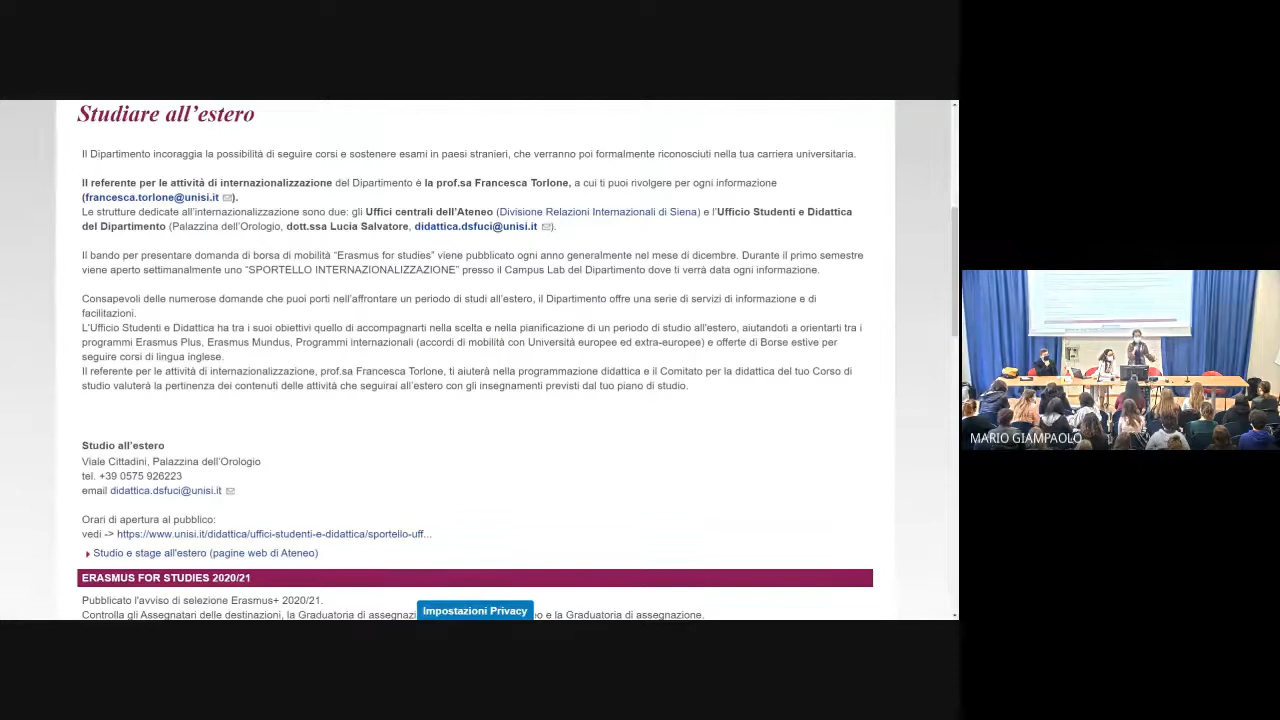 Studiare all’estero
Il Dipartimento incoraggia la possibilità di seguire corsi e sostenere esami in paesi stranieri, che verranno poi formalmente riconosciuti nella tua carriera universitaria.
Il referente per le attività di internazionalizzazione del Dipartimento è la prof.sa Francesca Torlone, a cui ti puoi rivolgere per ogni informazione
(francesca.torlone@unisi.it ).
Le strutture dedicate all’internazionalizzazione sono due: gli Uffici centrali dell’Ateneo (Divisione Relazioni Internazionali di Siena) e l’Ufficio Studenti e Didattica
del Dipartimento (Palazzina dell’Orologio, dott.ssa Lucia Salvatore, didattica.dsfuci@unisi.it ).
Il bando per presentare domanda di borsa di mobilità “Erasmus for studies” viene pubblicato ogni anno generalmente nel mese di dicembre. Durante il primo semestre
viene aperto settimanalmente uno “SPORTELLO INTERNAZIONALIZZAZIONE” presso il Campus Lab del Dipartimento dove ti verrà data ogni informazione.
Consapevoli delle numerose domande che puoi porti nell’affrontare un periodo di studi all’estero, il Dipartimento offre una serie di servizi di informazione e di
facilitazioni.
L’Ufficio Studenti e Didattica ha tra i suoi obiettivi quello di accompagnarti nella scelta e nella pianificazione di un periodo di studio all'estero, aiutandoti a orientarti tra i
programmi Erasmus Plus, Erasmus Mundus, Programmi internazionali (accordi di mobilità con Università europee ed extra-europee) e offerte di Borse estive per
seguire corsi di lingua inglese.
Il referente per le attività di internazionalizzazione, prof.sa Francesca Torlone, ti aiuterà nella programmazione didattica e il Comitato per la didattica del tuo Corso di
studio valuterà la pertinenza dei contenuti delle attività che seguirai all’estero con gli insegnamenti previsti dal tuo piano di studio.
Studio all’estero
Viale Cittadini, Palazzina dell’Orologio
tel. +39 0575 926223
email didattica.dsfuci@unisi.it
Orari di apertura al pubblico:
vedi -> https://www.unisi.it/didattica/uffici-studenti-e-didattica/sportello-uff...
Studio e stage all'estero (pagine web di Ateneo)
ERASMUS FOR STUDIES 2020/21
Pubblicato l'avviso di selezione Erasmus+ 2020/21.
Controlla gli Assegnatari delle destinazioni, la Graduatoria di e la Graduatoria di assegnazione.
Impostazioni Privacy
MARIO GIAMPAOLO